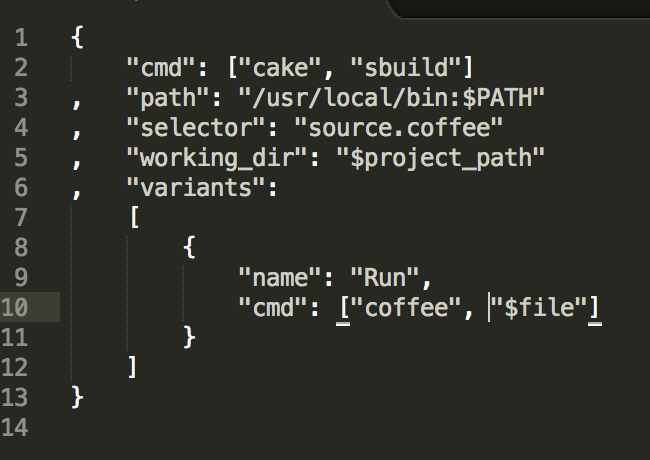 1 {
2 "cmd": ["cake", "sbuild"]
3 , "path": "/usr/local/bin:$PATH"
4 , "selector": "source.coffee"
5 , "working_dir": "$project_path"
6 , "variants":
7 [
8 {
9 "name": "Run",
10 "cmd": ["coffee", "$file"]
11 }
12 ]
13 }
14